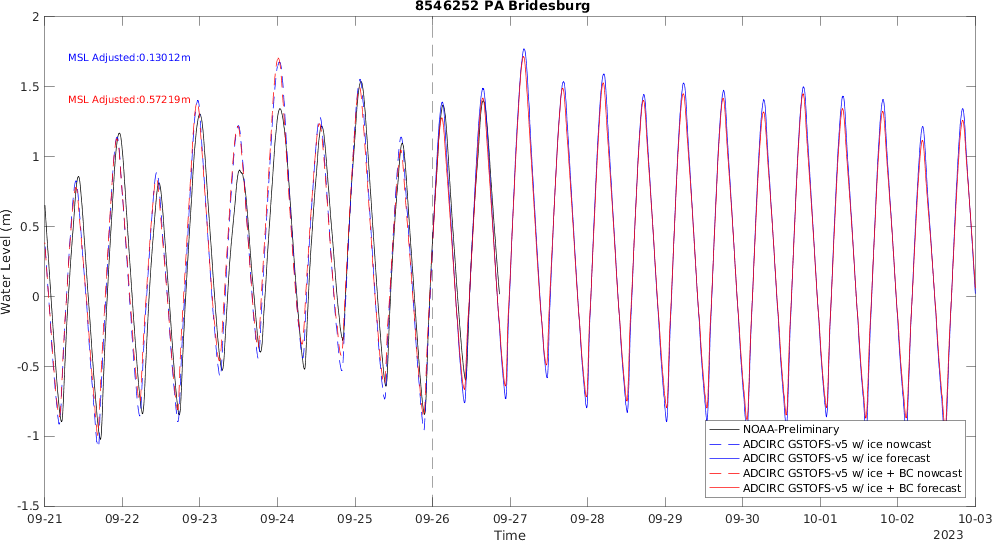 8546252 PA Bridesburg
2
1.5
1
0.5
0
-0.5
-1
-1.5
Water Level (m)
MSL Adjusted:0.13012m
MSL Adjusted:0.57219m
NOAA-Preliminary
ADCIRC GSTOFS-v5 w/ ice nowcast
ADCIRC GSTOFS-v5 w/ ice forecast
ADCIRC GSTOFS-v5 w/ ice + BC nowcast
ADCIRC GSTOFS-v5 w/ ice + BC forecast
09-21 09-22 09-23 09-24 09-25 09-26 09-27 09-28 09-29 09-30 10-01 10-02 10-03
Time
2023